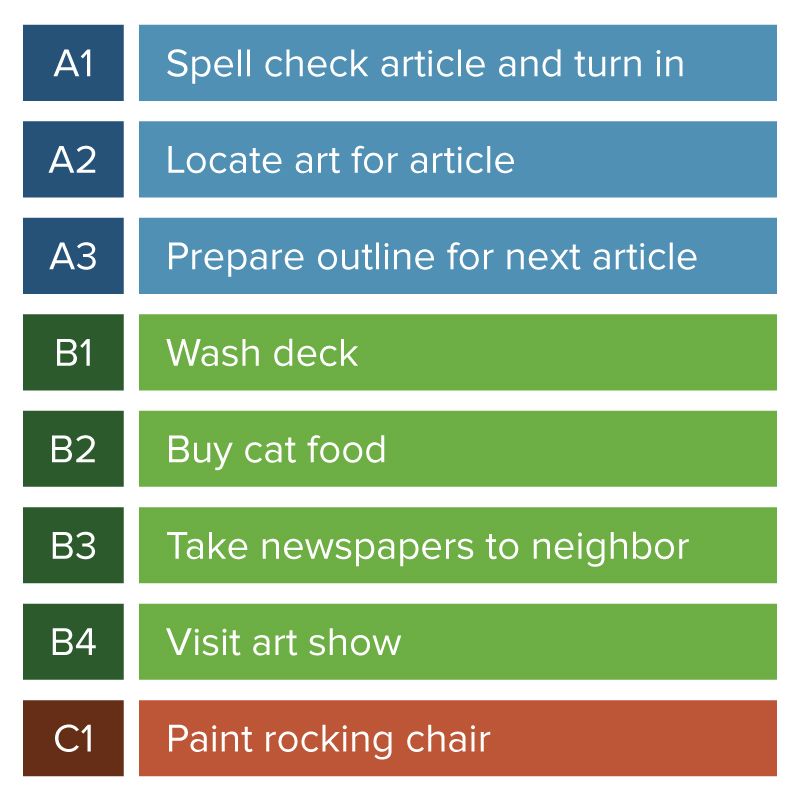 A1 Spell check article and turn in
A2 Locate art for article
A3 Prepare outline for next article
B1 Wash deck
B2 Buy cat food
B3 Take newspapers to neighbor
B4 Visit art show
C1 Paint rocking chair